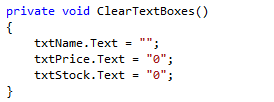 private void ClearTextBoxes()
{
    txtName.Text = "";
    txtPrice.Text = "0";
    txtStock.Text = "0";
}